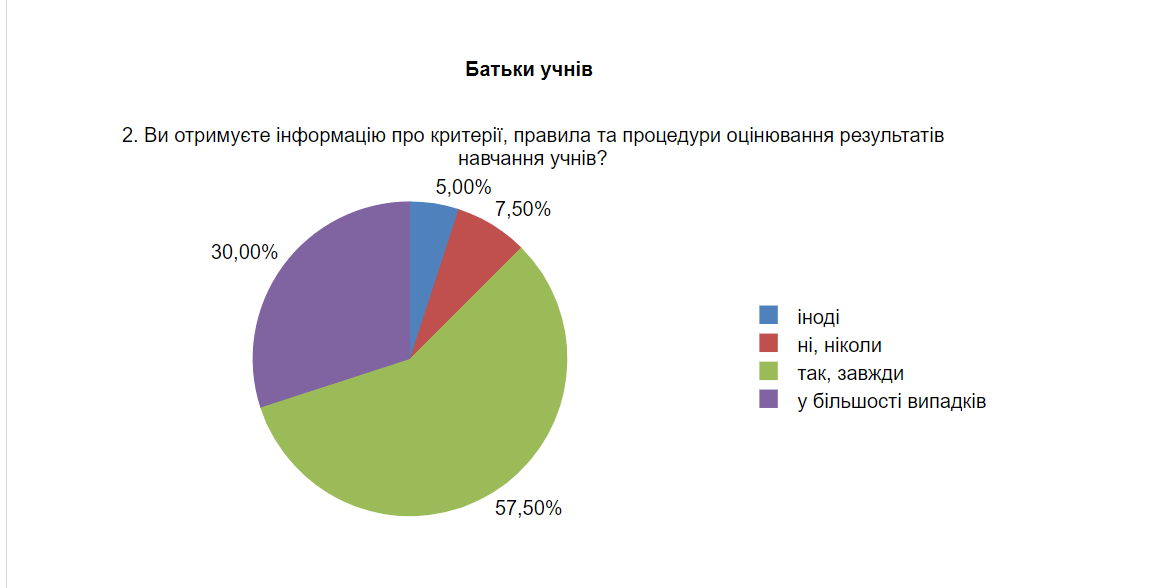 Батьки учнів
2. Ви отримуєте інформацію про критерії, правила та процедури оцінювання результатів
навчання учнів?
5,00%
7,50%
30,00%
іноді
ні, ніколи
так, завжди
у більшості випадків
57,50%